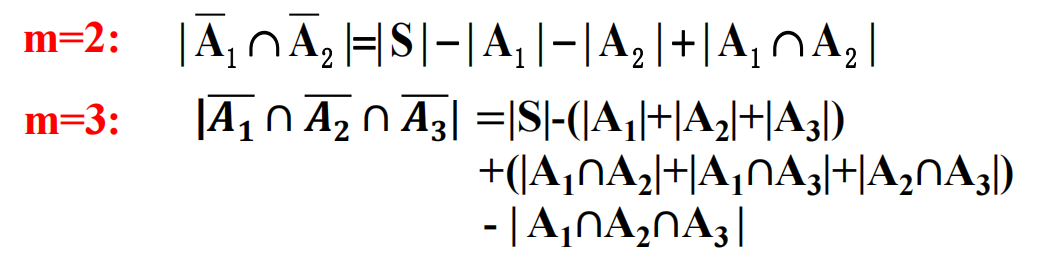 m=2: |A̅₁∩A̅₂|=|S|−|A₁|−|A₂|+|A₁∩A₂|
m=3: |A̅₁ ∩ A̅₂ ∩ A̅₃| =|S|-(|A₁|+|A₂|+|A₃|)
+(|A₁∩A₂|+|A₁∩A₃|+|A₂∩A₃|)
- | A₁∩A₂∩A₃ |